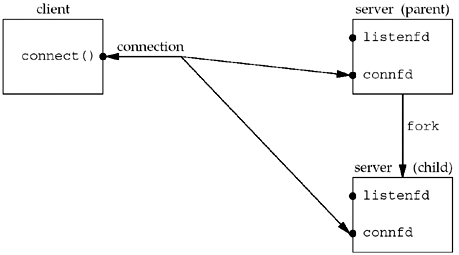 client
connect()
connection
server (parent)
listenfd
connfd
fork
server (child)
listenfd
connfd